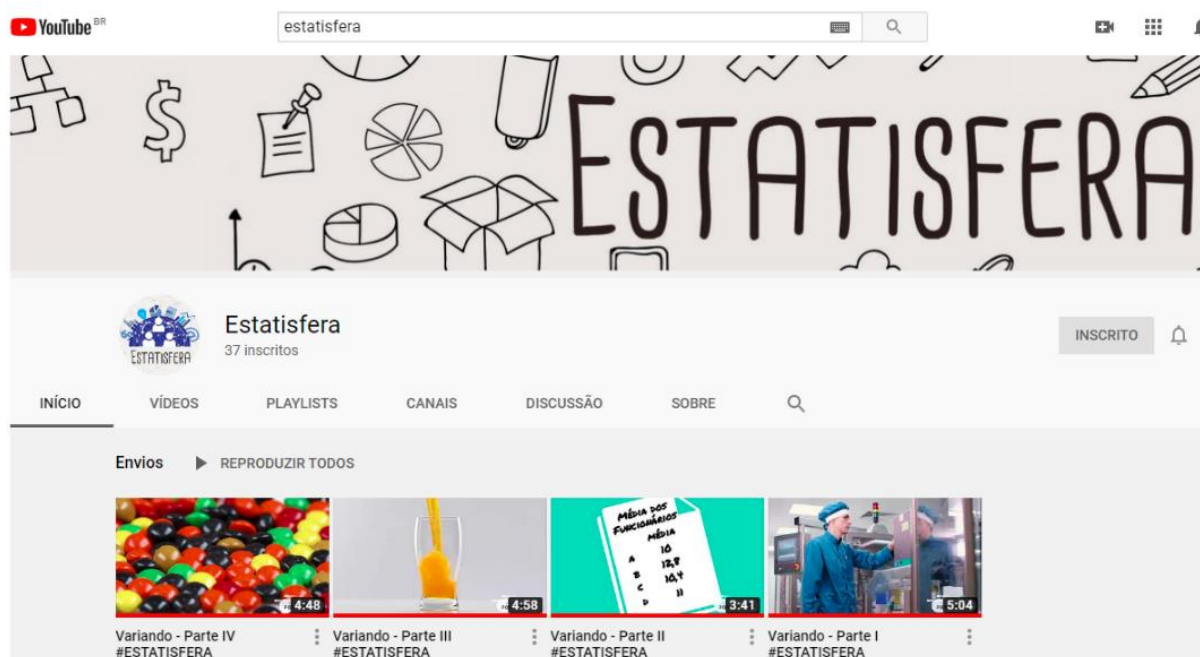 YouTube BR
estatisfera
ESTATISFERA
ESTATISFERA
Estatisfera
37 inscritos
INSCRITO
INÍCIO
VÍDEOS
PLAYLISTS
CANAIS
DISCUSSÃO
SOBRE
Envios
REPRODUZIR TODOS
MÉDIA DOS
FUNCIONÁRIOS
MÉDIA
A 10
B 12,8
C 10,4
D 11
4:48
4:58
3:41
5:04
Variando - Parte IV
#ESTATISFERA
Variando - Parte III
#ESTATISFERA
Variando - Parte II
#ESTATISFERA
Variando - Parte I
#ESTATISFERA